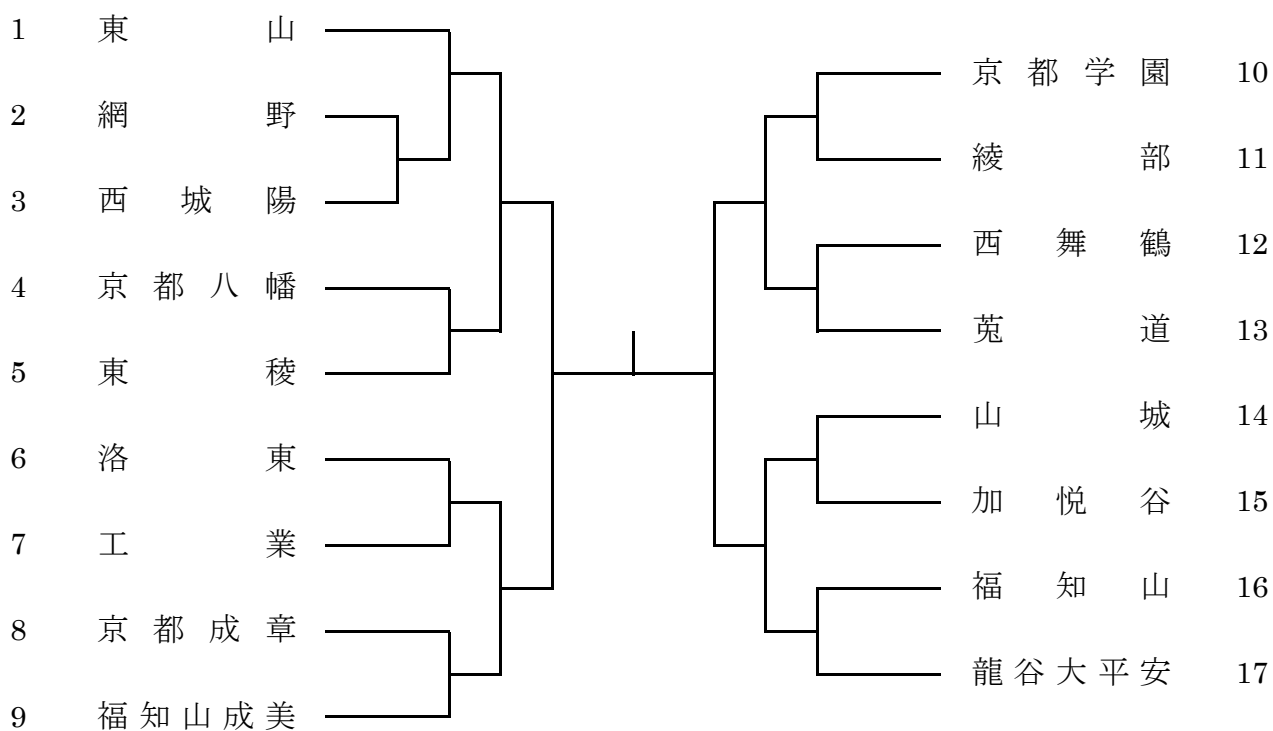 1 東山
2 網野
3 西城陽
4 京都八幡
5 東稜
6 洛東
7 工業
8 京都成章
9 福知山成美
京都学園 10
綾部 11
西舞鶴 12
莵道 13
山城 14
加悦谷 15
福知山 16
龍谷大平安 17